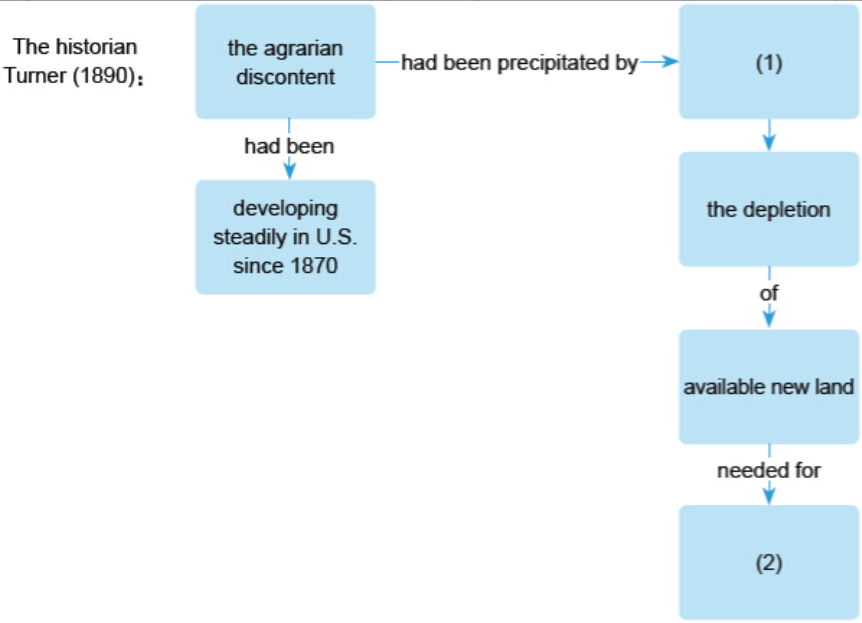 The historian
Turner (1890):
the agrarian
discontent
had been precipitated by
(1)
had been
developing
steadily in U.S.
since 1870
the depletion
of
available new land
needed for
(2)